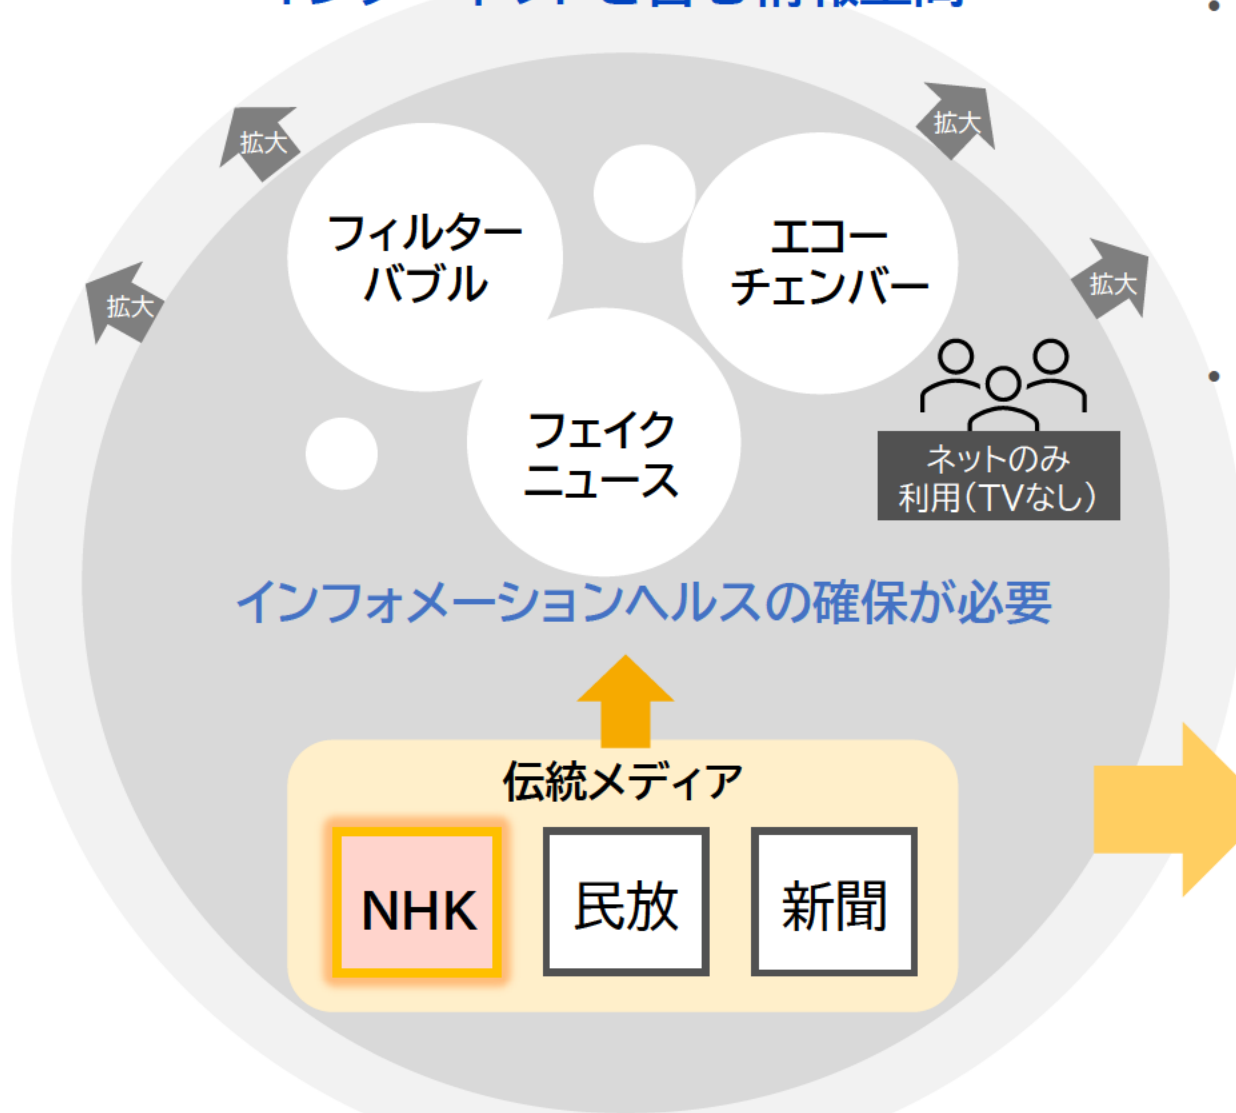 拡大
拡大
拡大
拡大
フィルター
バブル
エコー
チェンバー
フェイク
ニュース
ネットのみ
利用(TVなし)
インフォメーションヘルスの確保が必要
伝統メディア
NHK
民放
新聞